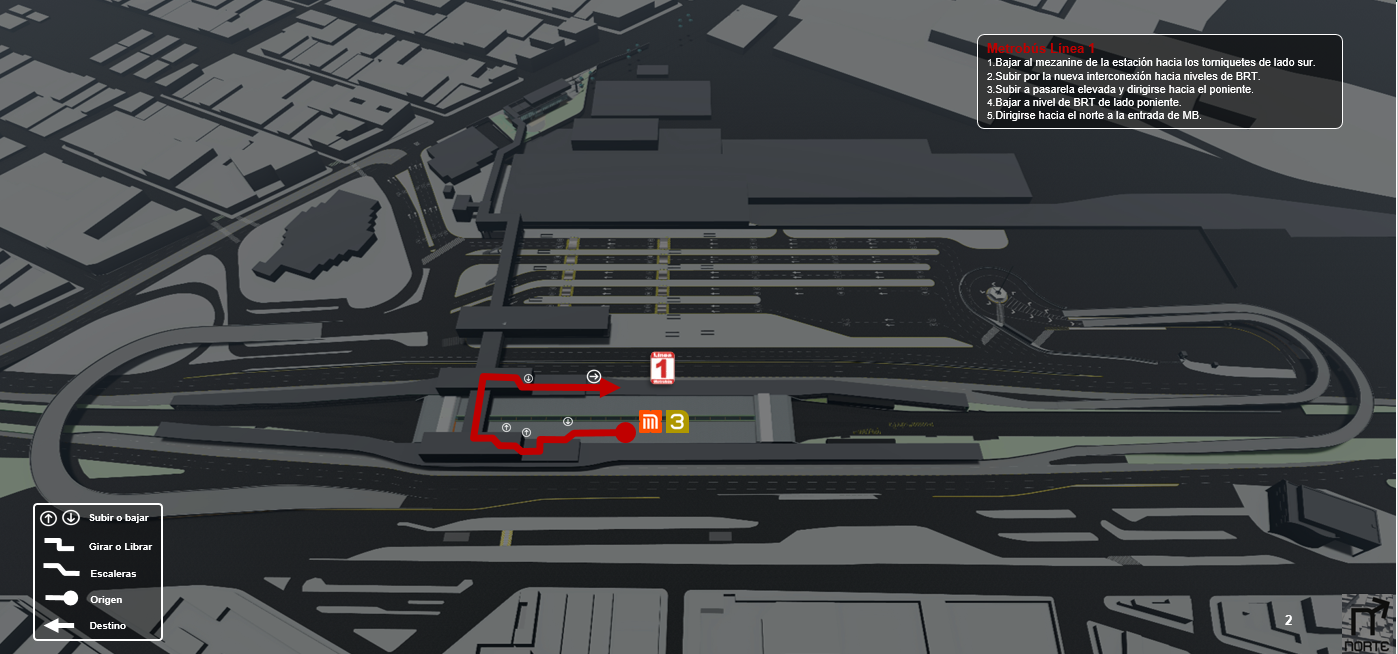 Metrobús Línea 1
1.Bajar al mezanine de la estación hacia los torniquetes de lado sur.
2.Subir por la nueva interconexión hacia niveles de BRT.
3.Subir a pasarela elevada y dirigirse hacia el poniente.
4.Bajar a nivel de BRT de lado poniente.
5.Dirigirse hacia el norte a la entrada de MB.
Línea
1
3
Subir o bajar
Girar o Librar
Escaleras
Origen
Destino
2
NORTE